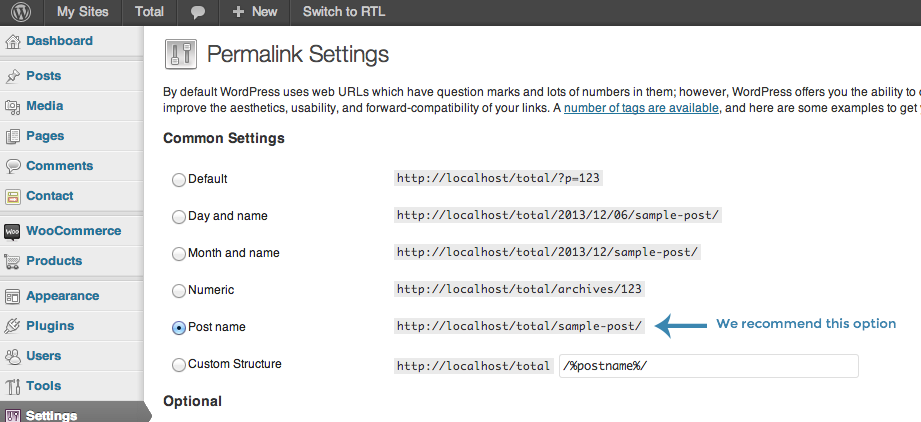 My Sites Total + New Switch to RTL
Dashboard
Posts
Media
Pages
Comments
Contact
WooCommerce
Products
Appearance
Plugins
Users
Tools
Settings
Permalink Settings
By default WordPress uses web URLs which have question marks and lots of numbers in them; however, WordPress offers you the ability to
improve the aesthetics, usability, and forward-compatibility of your links. A number of tags are available, and here are some examples to get
Common Settings
Default http://localhost/total/?p=123
Day and name http://localhost/total/2013/12/06/sample-post/
Month and name http://localhost/total/2013/12/sample-post/
Numeric http://localhost/total/archives/123
Post name http://localhost/total/sample-post/ We recommend this option
Custom Structure http://localhost/total /%postname%/
Optional